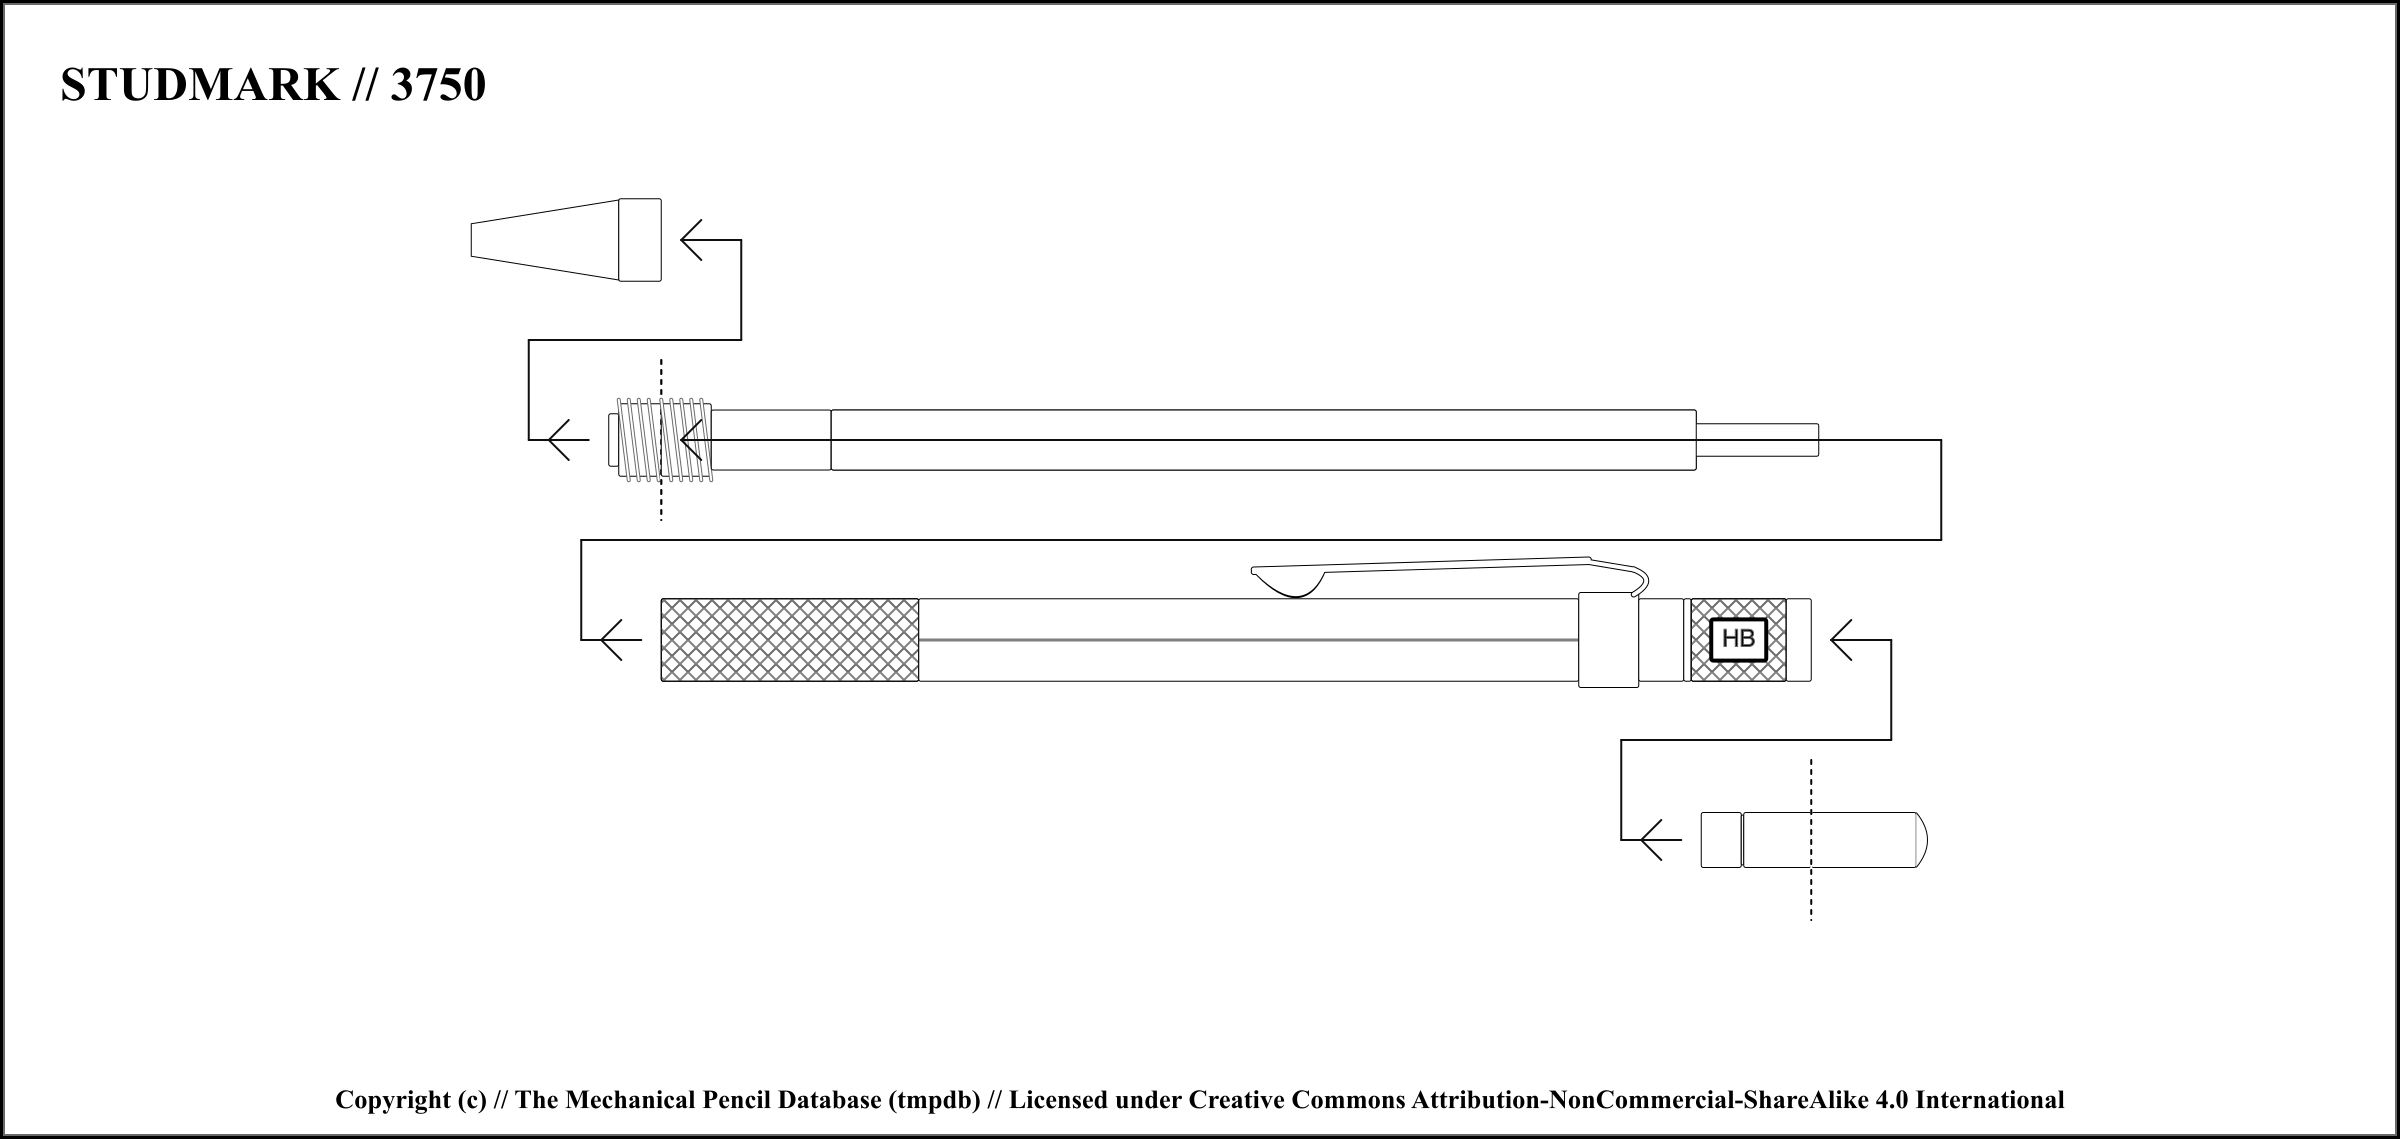 STUDMARK // 3750
HB
Copyright (c) // The Mechanical Pencil Database (tmpdb) // Licensed under Creative Commons Attribution-NonCommercial-ShareAlike 4.0 International